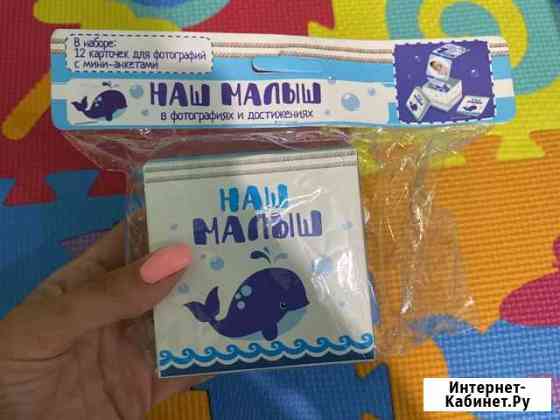 В наборе:
12 карточек для фотографий
с мини-анкетами
НАШ МАЛЫШ
в фотографиях и достижениях
НАШ
МАЛЫШ
Интернет-
Кабинет.Ру